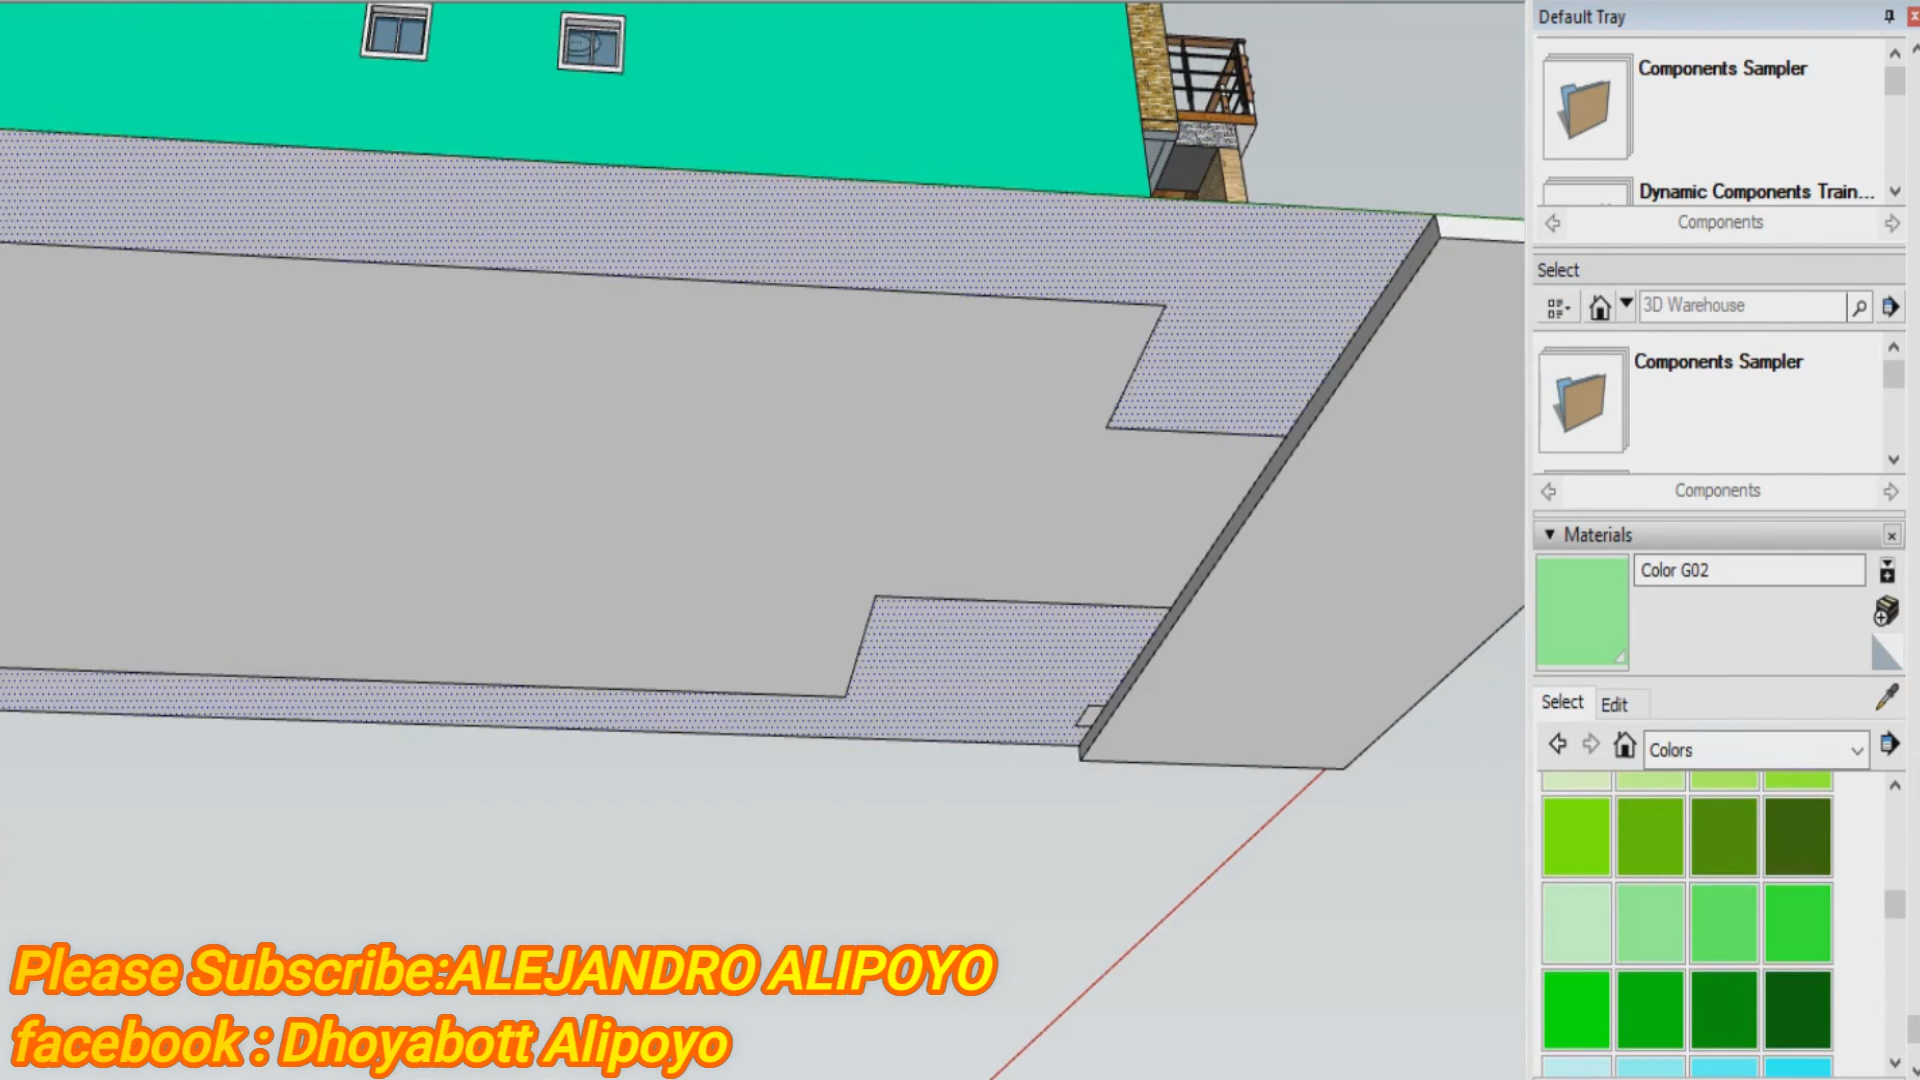 Default Tray
Components Sampler
Dynamic Components Train...
Components
Select
3D Warehouse
Components Sampler
Components
Materials
Color G02
Select Edit
Colors
Please Subscribe:ALEJANDRO ALIPOYO
facebook : Dhoyabott Alipoyo